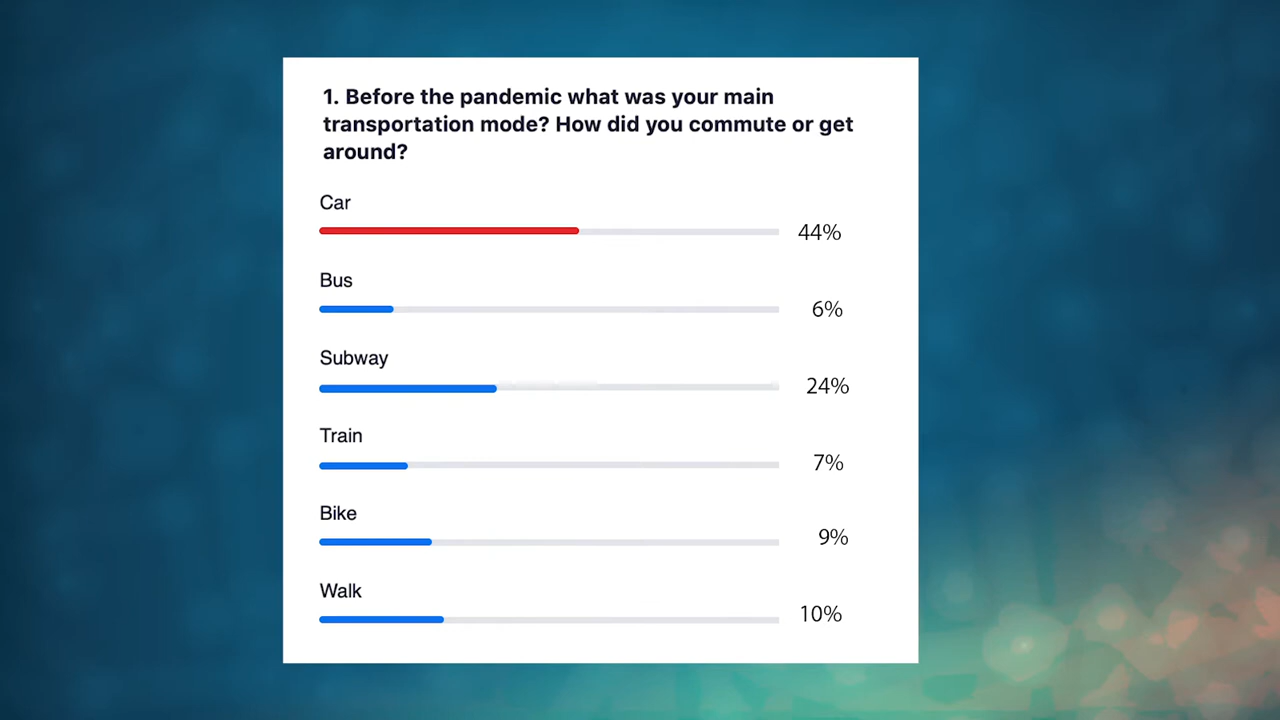 1. Before the pandemic what was your main
transportation mode? How did you commute or get
around?
Car
44%
Bus
6%
Subway
24%
Train
7%
Bike
9%
Walk
10%